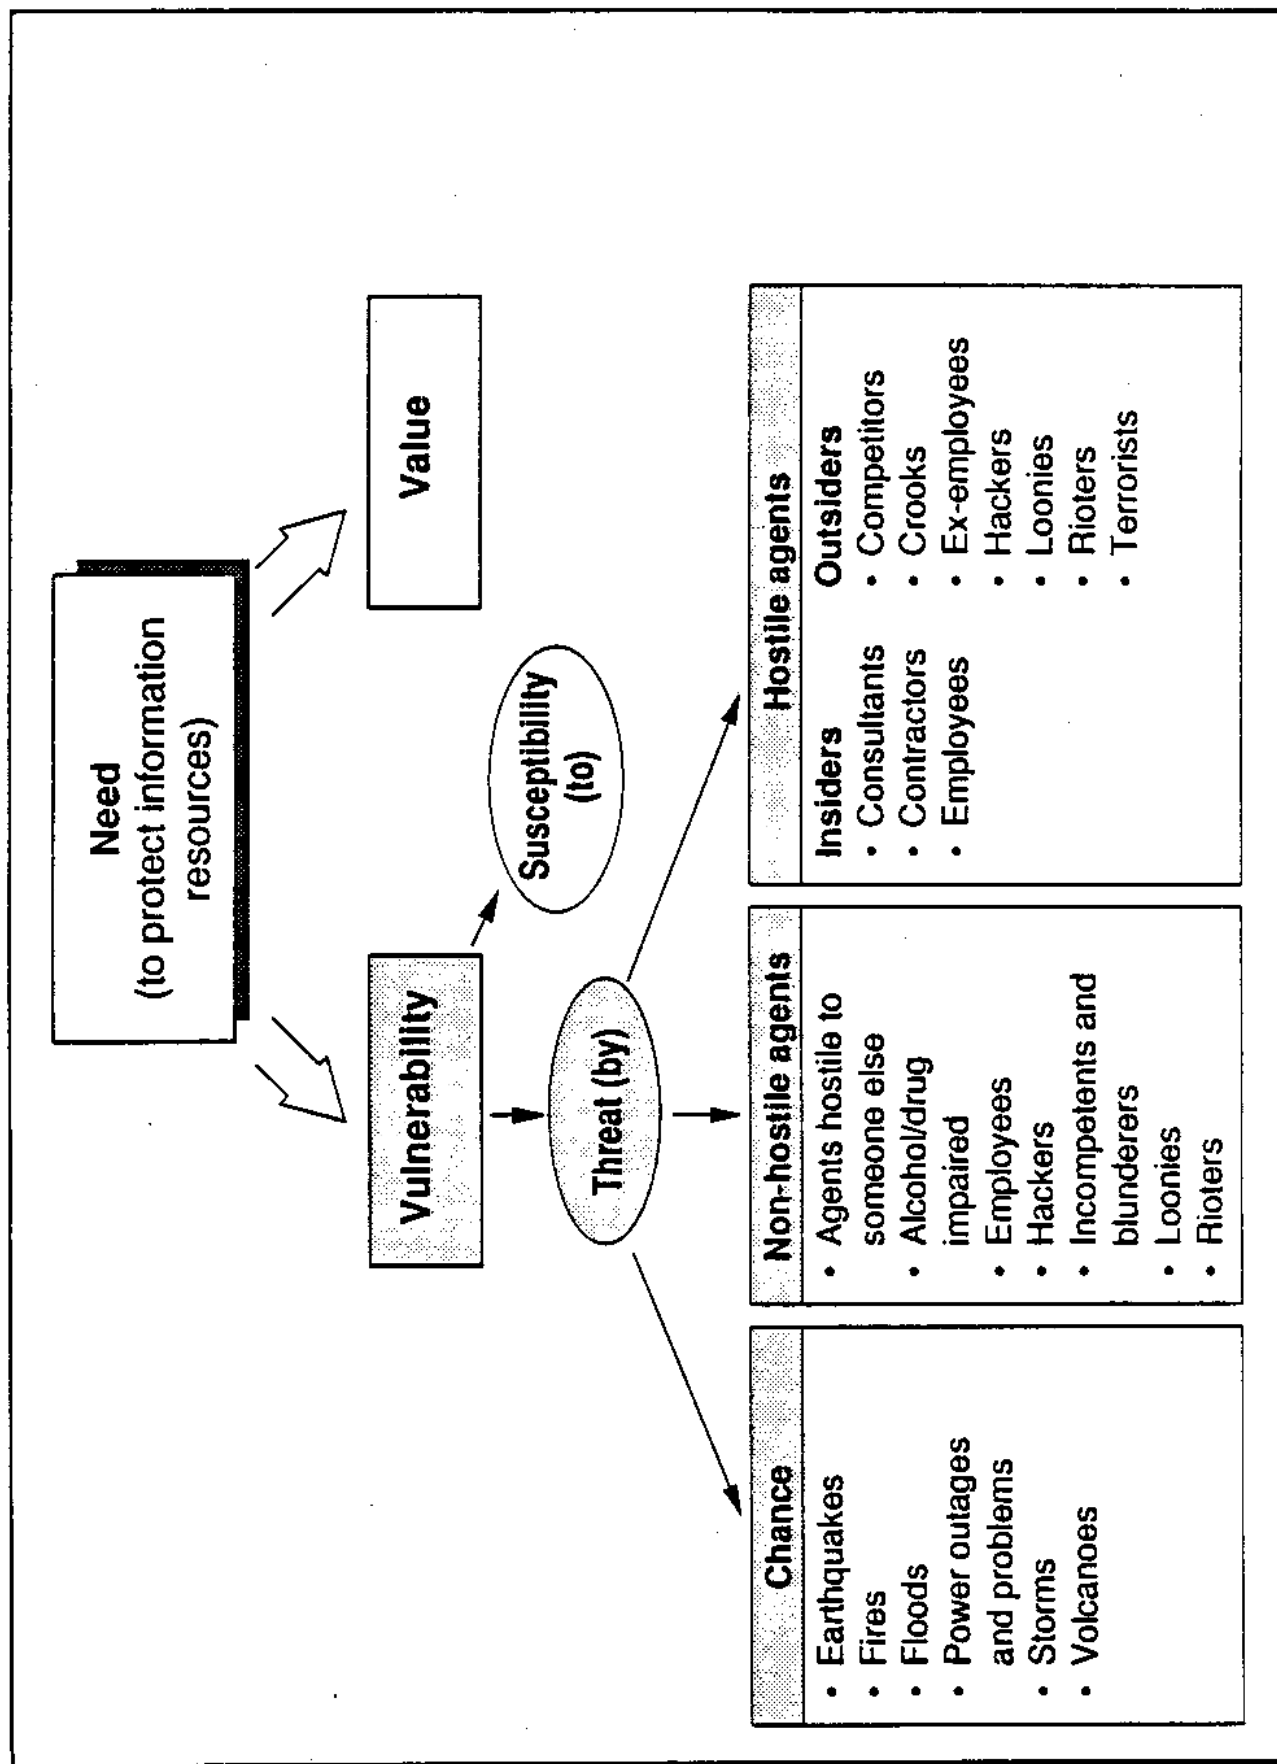 Need
(to protect information
resources)
Vulnerability
Value
Susceptibility
(to)
Threat (by)
Chance
• Earthquakes
• Fires
• Floods
• Power outages
and problems
• Storms
• Volcanoes
Non-hostile agents
• Agents hostile to
someone else
• Alcohol/drug
impaired
• Employees
• Hackers
• Incompetents and
blunderers
• Loonies
• Rioters
Hostile agents
Insiders
• Consultants
• Contractors
• Employees
Outsiders
• Competitors
• Crooks
• Ex-employees
• Hackers
• Loonies
• Rioters
• Terrorists